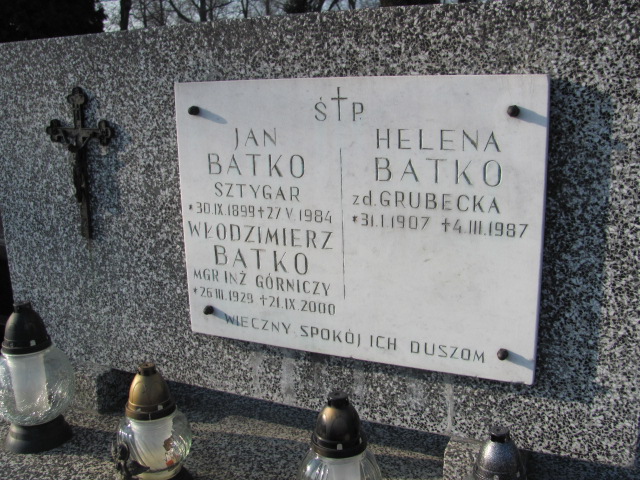 Ś P.
JAN
BATKO
SZTYGAR
*30.IX.1899 +27.V.1984
WŁODZIMIERZ
BATKO
MGR INŻ GÓRNICZY
*26.III.1929 +21.IX.2000
HELENA
BATKO
zd.GRUBECKA
*31.I.1907 +4.III.1987
WIECZNY SPOKÓJ ICH DUSZOM